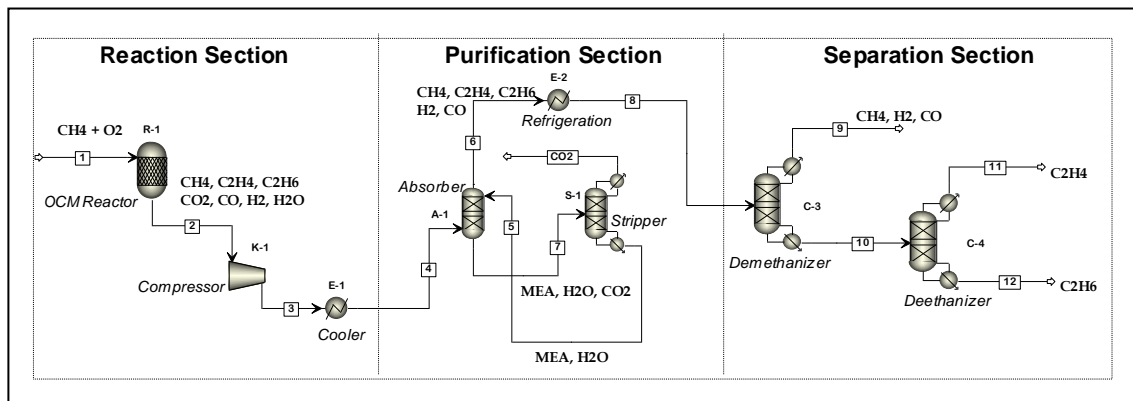 Reaction Section
Purification Section
Separation Section
CH4 + O2
R-1
1
OCM Reactor
CH4, C2H4, C2H6
CO2, CO, H2, H2O
2
K-1
Compressor
3
E-1
Cooler
4
CH4, C2H4, C2H6
H2, CO
E-2
8
Refrigeration
6
CO2
Absorber
A-1
5
7
S-1
Stripper
MEA, H2O, CO2
MEA, H2O
9
CH4, H2, CO
C-3
Demethanizer
10
11
C2H4
C-4
12
C2H6
Deethanizer